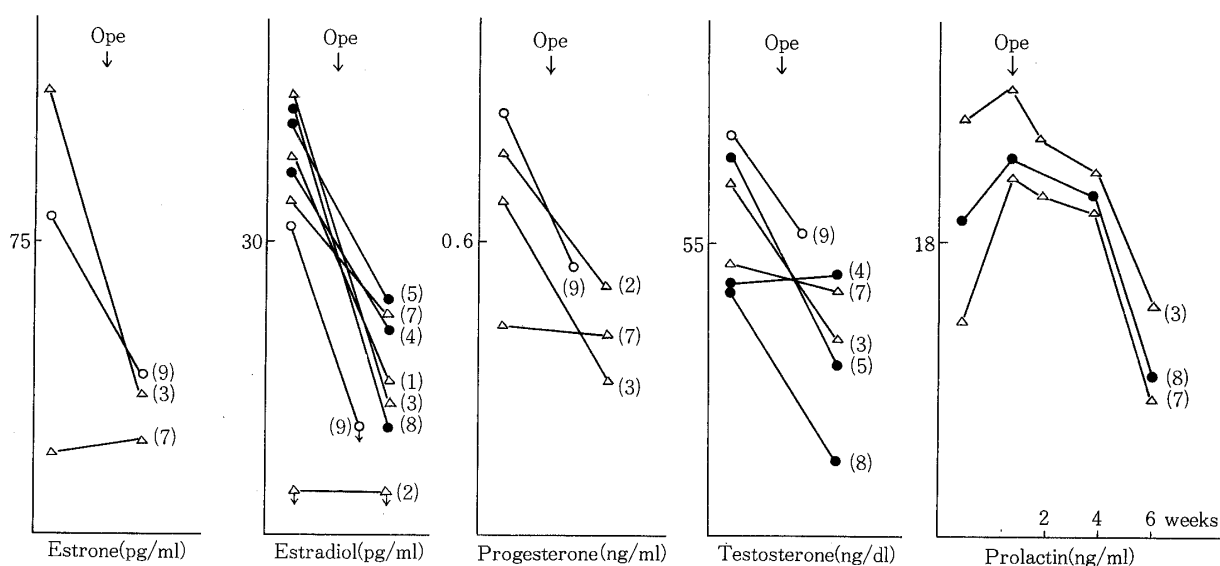 Ope
75
(9)
(3)
(7)
Estrone(pg/ml)
Ope
30
(5)
(7)
(4)
(1)
(3)
(9)
(8)
(2)
Estradiol(pg/ml)
Ope
0.6
(9)
(2)
(7)
(3)
Progesterone(ng/ml)
Ope
55
(9)
(4)
(7)
(3)
(5)
(8)
Testosterone(ng/dl)
Ope
18
(3)
(8)
(7)
2 4 6 weeks
Prolactin(ng/ml)